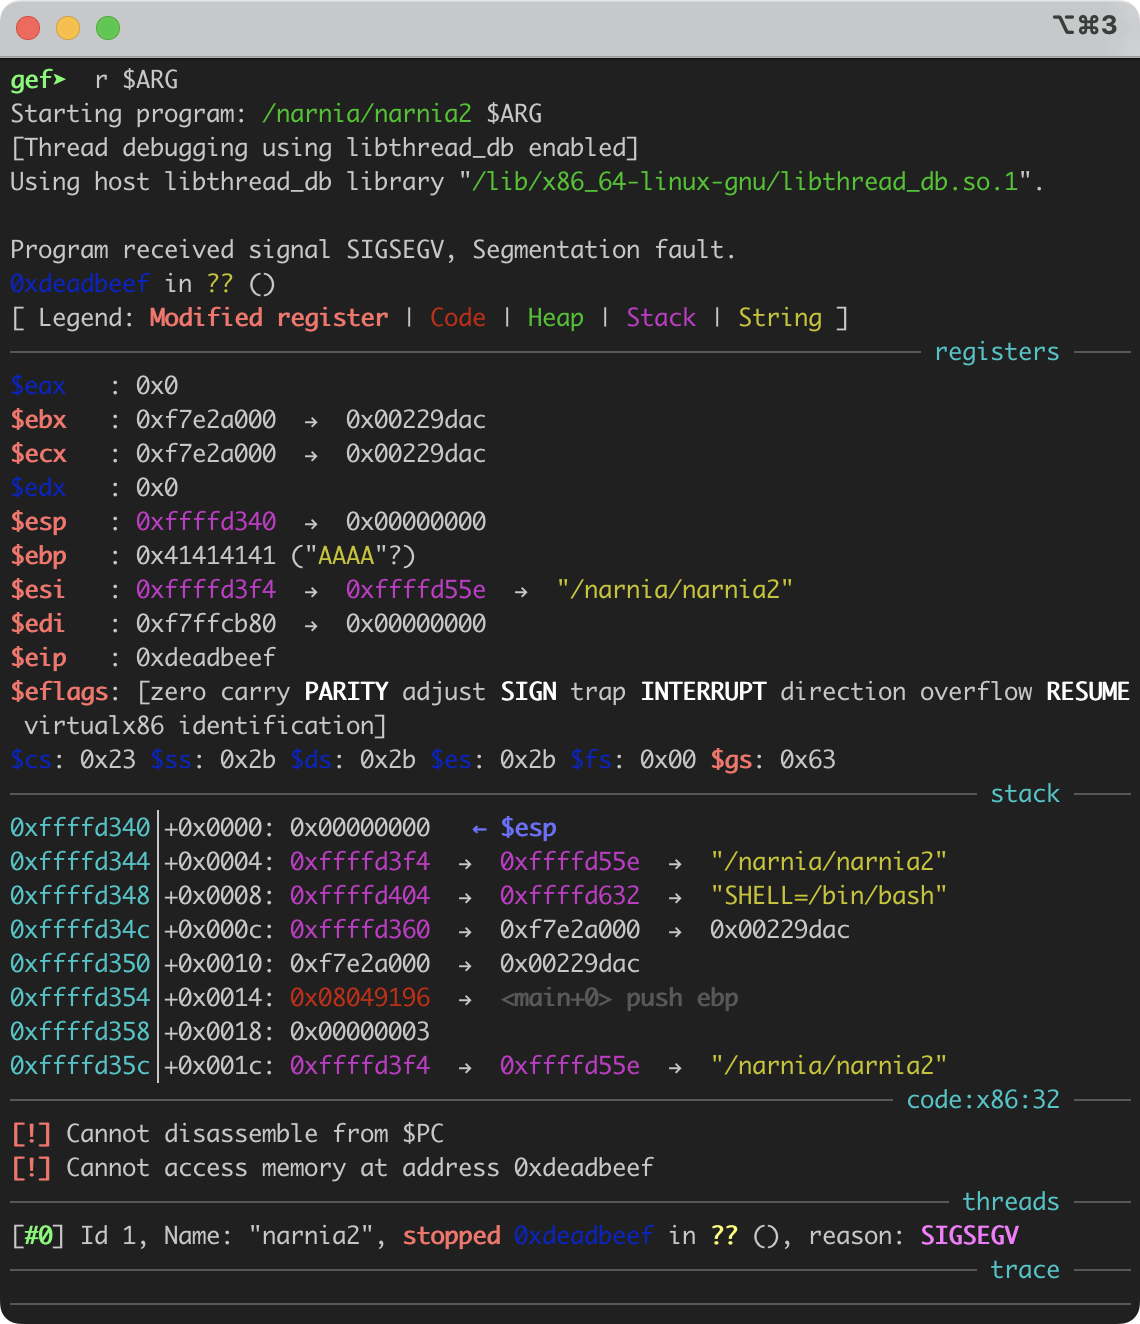 ⌥⌘3
gef➤  r $ARG
Starting program: /narnia/narnia2 $ARG
[Thread debugging using libthread_db enabled]
Using host libthread_db library "/lib/x86_64-linux-gnu/libthread_db.so.1".
Program received signal SIGSEGV, Segmentation fault.
0xdeadbeef in ?? ()
[ Legend: Modified register | Code | Heap | Stack | String ]
registers
$eax   : 0x0
$ebx   : 0xf7e2a000  →  0x00229dac
$ecx   : 0xf7e2a000  →  0x00229dac
$edx   : 0x0
$esp   : 0xffffd340  →  0x00000000
$ebp   : 0x41414141 ("AAAA"?)
$esi   : 0xffffd3f4  →  0xffffd55e  →  "/narnia/narnia2"
$edi   : 0xf7ffcb80  →  0x00000000
$eip   : 0xdeadbeef
$eflags: [zero carry PARITY adjust SIGN trap INTERRUPT direction overflow RESUME
virtualx86 identification]
$cs: 0x23 $ss: 0x2b $ds: 0x2b $es: 0x2b $fs: 0x00 $gs: 0x63
stack
0xffffd340│+0x0000: 0x00000000   ← $esp
0xffffd344│+0x0004: 0xffffd3f4  →  0xffffd55e  →  "/narnia/narnia2"
0xffffd348│+0x0008: 0xffffd404  →  0xffffd632  →  "SHELL=/bin/bash"
0xffffd34c│+0x000c: 0xffffd360  →  0xf7e2a000  →  0x00229dac
0xffffd350│+0x0010: 0xf7e2a000  →  0x00229dac
0xffffd354│+0x0014: 0x08049196  →  <main+0> push ebp
0xffffd358│+0x0018: 0x00000003
0xffffd35c│+0x001c: 0xffffd3f4  →  0xffffd55e  →  "/narnia/narnia2"
code:x86:32
[!] Cannot disassemble from $PC
[!] Cannot access memory at address 0xdeadbeef
threads
[#0] Id 1, Name: "narnia2", stopped 0xdeadbeef in ?? (), reason: SIGSEGV
trace